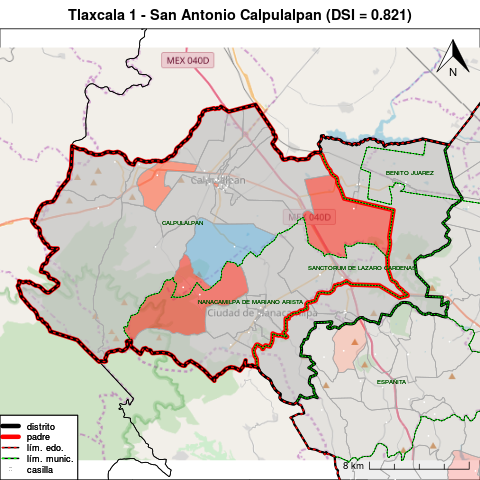 Tlaxcala 1 - San Antonio Calpulalpan (DSI = 0.821)
MEX 040D
N
BENITO JUAREZ
Calpulalpan
MEX 040D
CALPULALPAN
SANCTORUM DE LAZARO CARDENAS
NANACAMILPA DE MARIANO ARISTA
Ciudad de Nanacamilpa
ESPAÑITA
distrito
padre
lím. edo.
lím. munic.
casilla
8 km